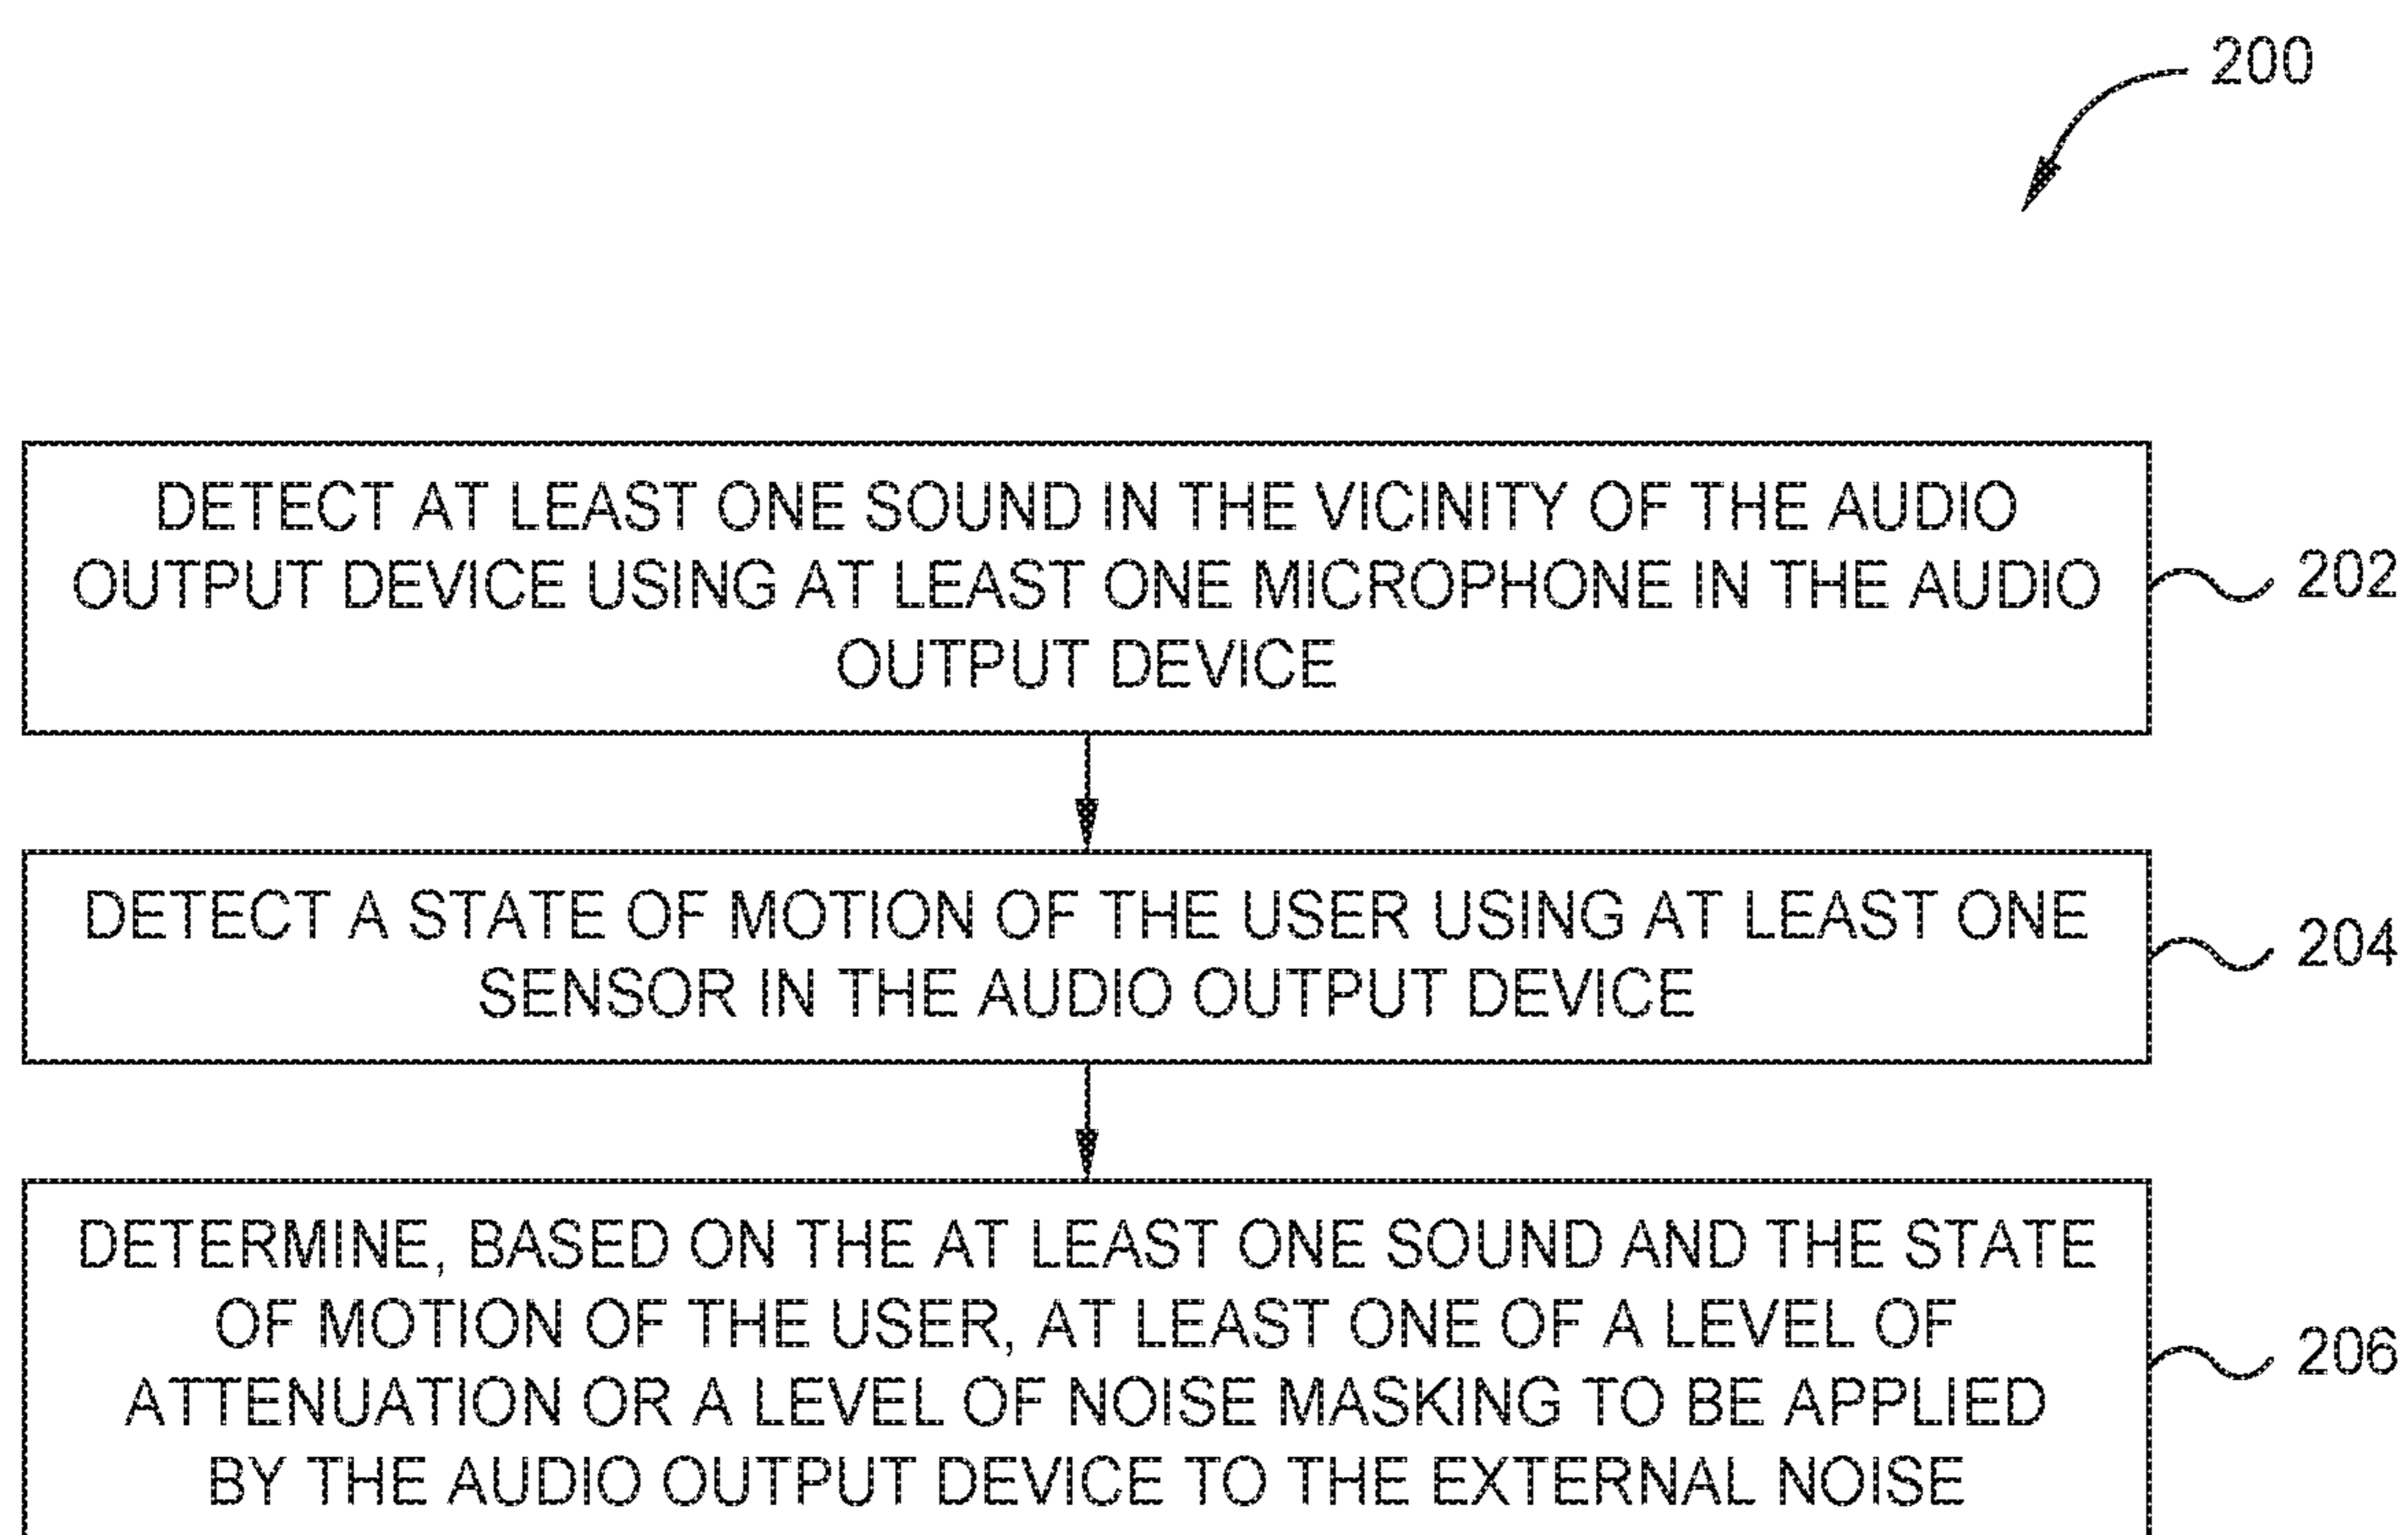 200
DETECT AT LEAST ONE SOUND IN THE VICINITY OF THE AUDIO
OUTPUT DEVICE USING AT LEAST ONE MICROPHONE IN THE AUDIO
OUTPUT DEVICE
202
DETECT A STATE OF MOTION OF THE USER USING AT LEAST ONE
SENSOR IN THE AUDIO OUTPUT DEVICE
204
DETERMINE, BASED ON THE AT LEAST ONE SOUND AND THE STATE
OF MOTION OF THE USER, AT LEAST ONE OF A LEVEL OF
ATTENUATION OR A LEVEL OF NOISE MASKING TO BE APPLIED
BY THE AUDIO OUTPUT DEVICE TO THE EXTERNAL NOISE
206